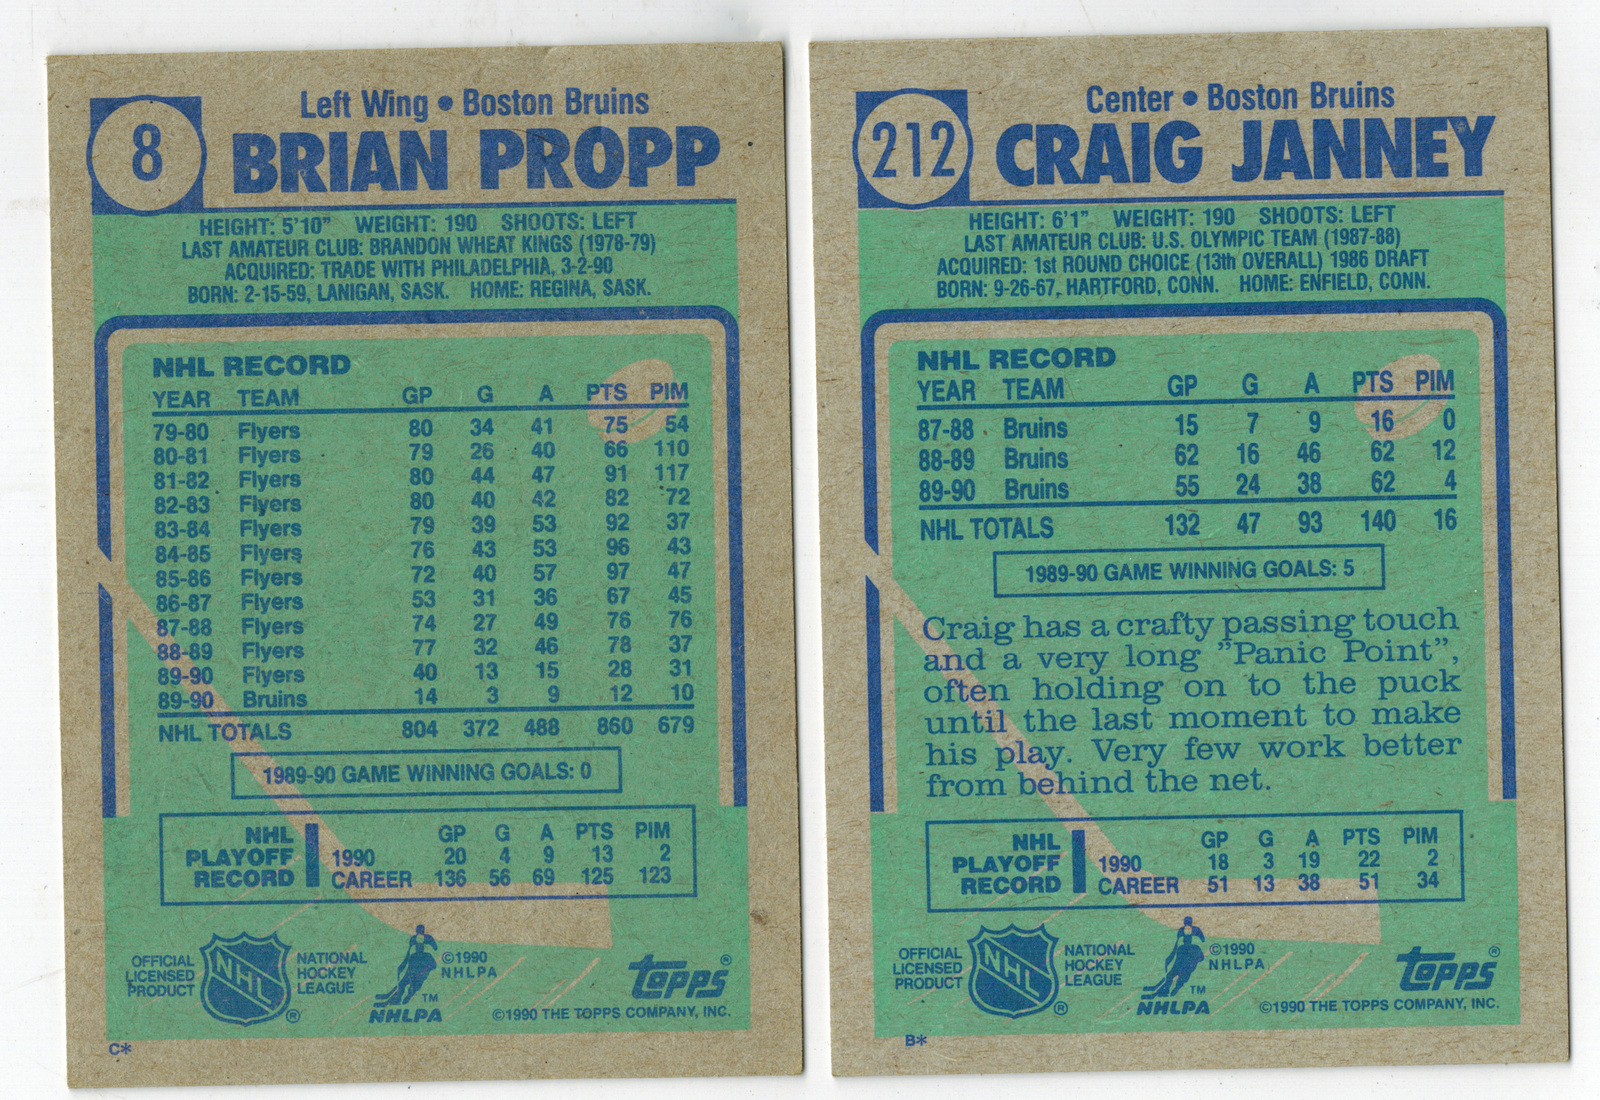 8
Left Wing • Boston Bruins
BRIAN PROPP
HEIGHT: 5'10" WEIGHT: 190 SHOOTS: LEFT
LAST AMATEUR CLUB: BRANDON WHEAT KINGS (1978-79)
ACQUIRED: TRADE WITH PHILADELPHIA, 3-2-90
BORN: 2-15-59, LANIGAN, SASK. HOME: REGINA, SASK.
NHL RECORD
YEAR TEAM GP G A PTS PIM
79-80 Flyers 80 34 41 75 54
80-81 Flyers 79 26 40 66 110
81-82 Flyers 80 44 47 91 117
82-83 Flyers 80 40 42 82 72
83-84 Flyers 79 39 53 92 37
84-85 Flyers 76 43 53 96 43
85-86 Flyers 72 40 57 97 47
86-87 Flyers 53 31 36 67 45
87-88 Flyers 74 27 49 76 76
88-89 Flyers 77 32 46 78 37
89-90 Flyers 40 13 15 28 31
89-90 Bruins 14 3 9 12 10
NHL TOTALS 804 372 488 860 679
1989-90 GAME WINNING GOALS: 0
NHL PLAYOFF RECORD
GP G A PTS PIM
1990 20 4 9 13 2
CAREER 136 56 69 125 123
OFFICIAL LICENSED PRODUCT
NHL ®
NATIONAL HOCKEY LEAGUE
TM
NHLPA
©1990 NHLPA
topps®
©1990 THE TOPPS COMPANY, INC.
C*
212
Center • Boston Bruins
CRAIG JANNEY
HEIGHT: 6'1" WEIGHT: 190 SHOOTS: LEFT
LAST AMATEUR CLUB: U.S. OLYMPIC TEAM (1987-88)
ACQUIRED: 1st ROUND CHOICE (13th OVERALL) 1986 DRAFT
BORN: 9-26-67, HARTFORD, CONN. HOME: ENFIELD, CONN.
NHL RECORD
YEAR TEAM GP G A PTS PIM
87-88 Bruins 15 7 9 16 0
88-89 Bruins 62 16 46 62 12
89-90 Bruins 55 24 38 62 4
NHL TOTALS 132 47 93 140 16
1989-90 GAME WINNING GOALS: 5
Craig has a crafty passing touch
and a very long "Panic Point",
often holding on to the puck
until the last moment to make
his play. Very few work better
from behind the net.
NHL PLAYOFF RECORD
GP G A PTS PIM
1990 18 3 19 22 2
CAREER 51 13 38 51 34
OFFICIAL LICENSED PRODUCT
NHL ®
NATIONAL HOCKEY LEAGUE
TM
NHLPA
©1990 NHLPA
topps®
©1990 THE TOPPS COMPANY, INC.
B*